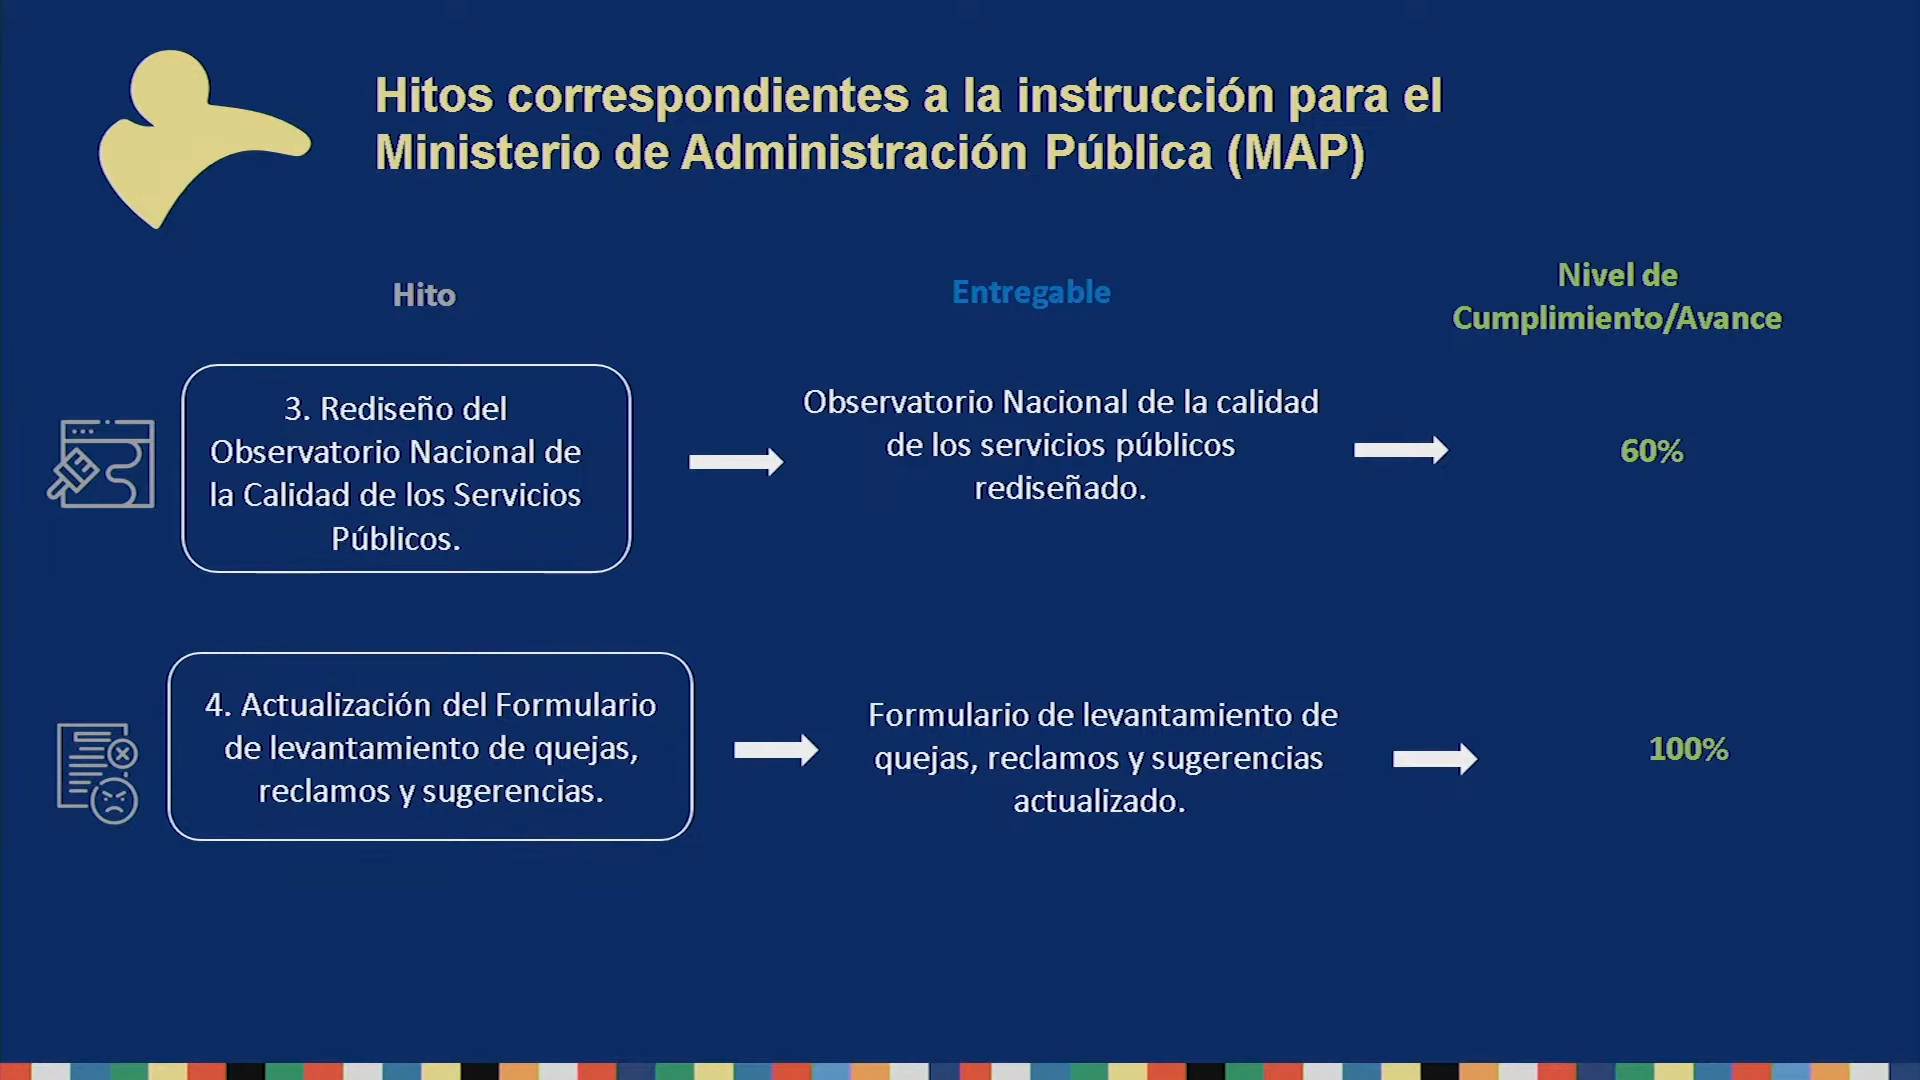 Hitos correspondientes a la instrucción para el
Ministerio de Administración Pública (MAP)
Hito
Entregable
Nivel de
Cumplimiento/Avance
3. Rediseño del
Observatorio Nacional de
la Calidad de los Servicios
Públicos.
Observatorio Nacional de la calidad
de los servicios públicos
rediseñado.
60%
4. Actualización del Formulario
de levantamiento de quejas,
reclamos y sugerencias.
Formulario de levantamiento de
quejas, reclamos y sugerencias
actualizado.
100%